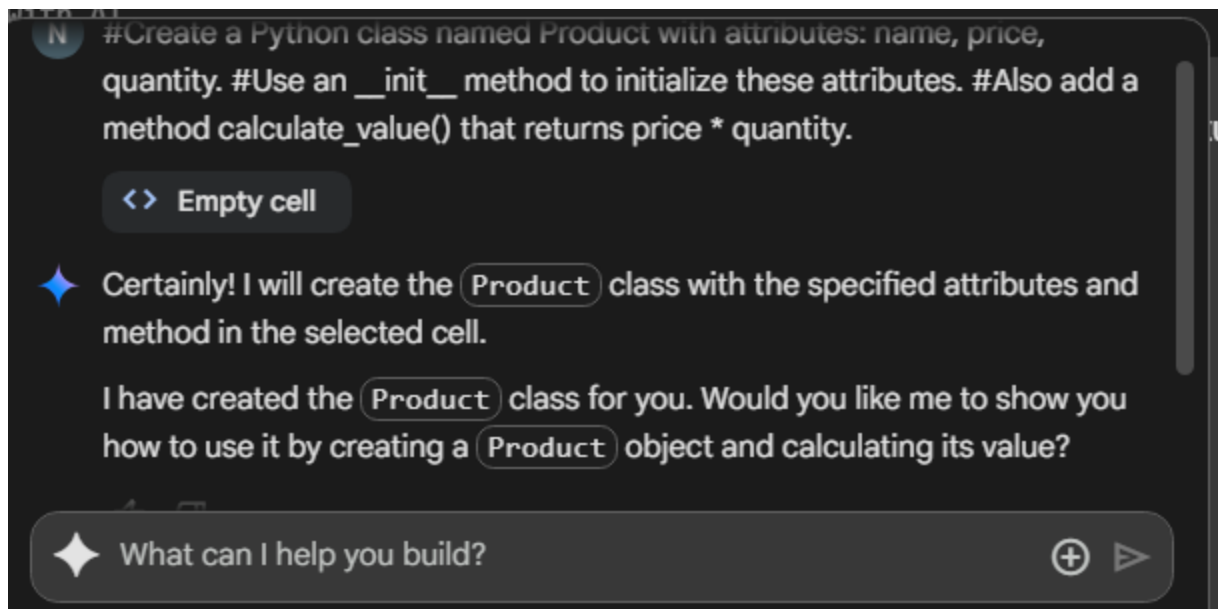 WITH AI
N
#Create a Python class named Product with attributes: name, price,
quantity. #Use an __init__ method to initialize these attributes. #Also add a
method calculate_value() that returns price * quantity.
<> Empty cell
Certainly! I will create the Product class with the specified attributes and
method in the selected cell.
I have created the Product class for you. Would you like me to show you
how to use it by creating a Product object and calculating its value?
What can I help you build?